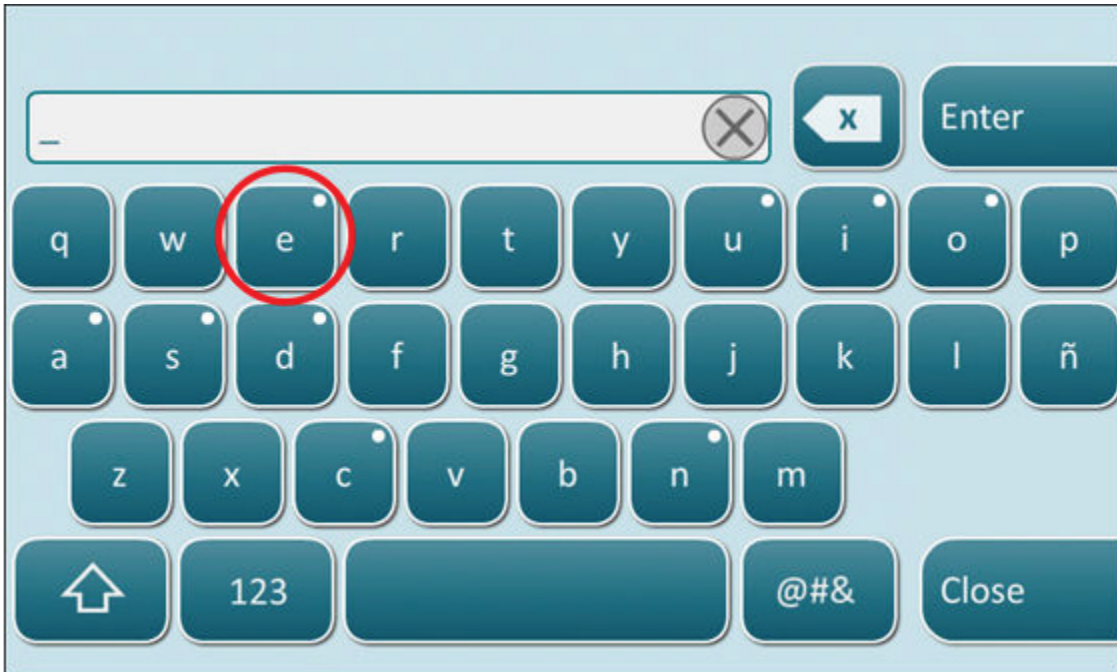 _
x Enter
q w e r t y u i o p
a s d f g h j k l ñ
z x c v b n m
123 @#& Close